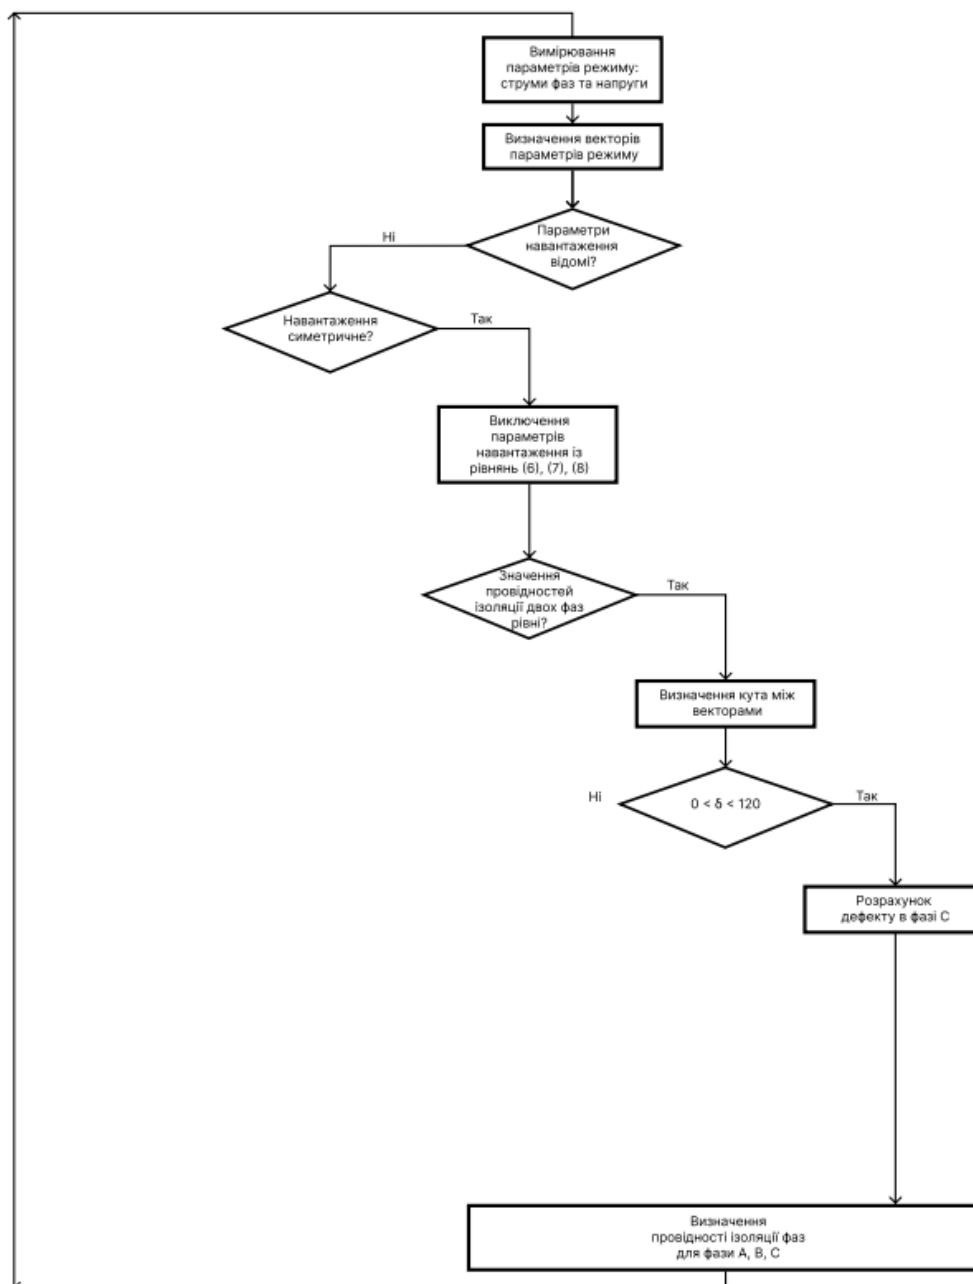 Вимірювання
параметрів режиму:
струми фаз та напруги
Визначення векторів
параметрів режиму
Параметри
навантаження
відомі?
Ні
Навантаження
симетричне?
Так
Виключення
параметрів
навантаження із
рівнянь (6), (7), (8)
Значення
провідностей
ізоляції двох фаз
рівні?
Так
Визначення кута між
векторами
Ні
0 < δ < 120
Так
Розрахунок
дефекту в фазі С
Визначення
провідності ізоляції фаз
для фази А, В, С